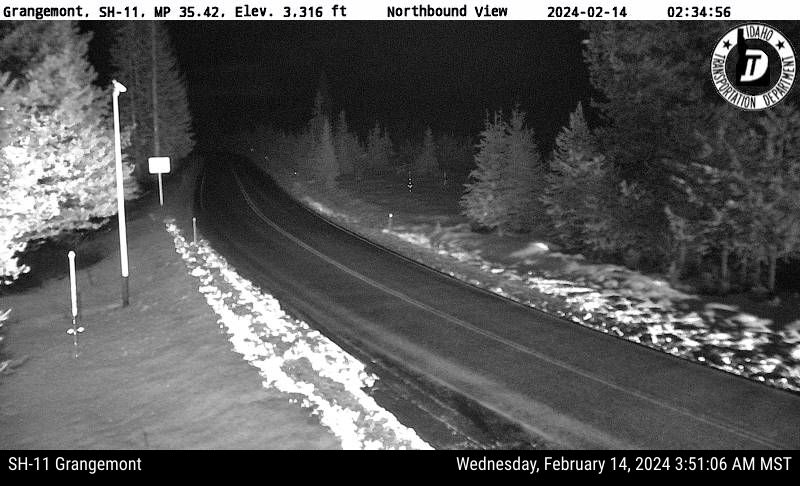 Grangemont, SH-11, MP 35.42, Elev. 3,316 ft Northbound View 2024-02-14 02:34:56
IDAHO
TRANSPORTATION DEPARTMENT
SH-11 Grangemont Wednesday, February 14, 2024 3:51:06 AM MST